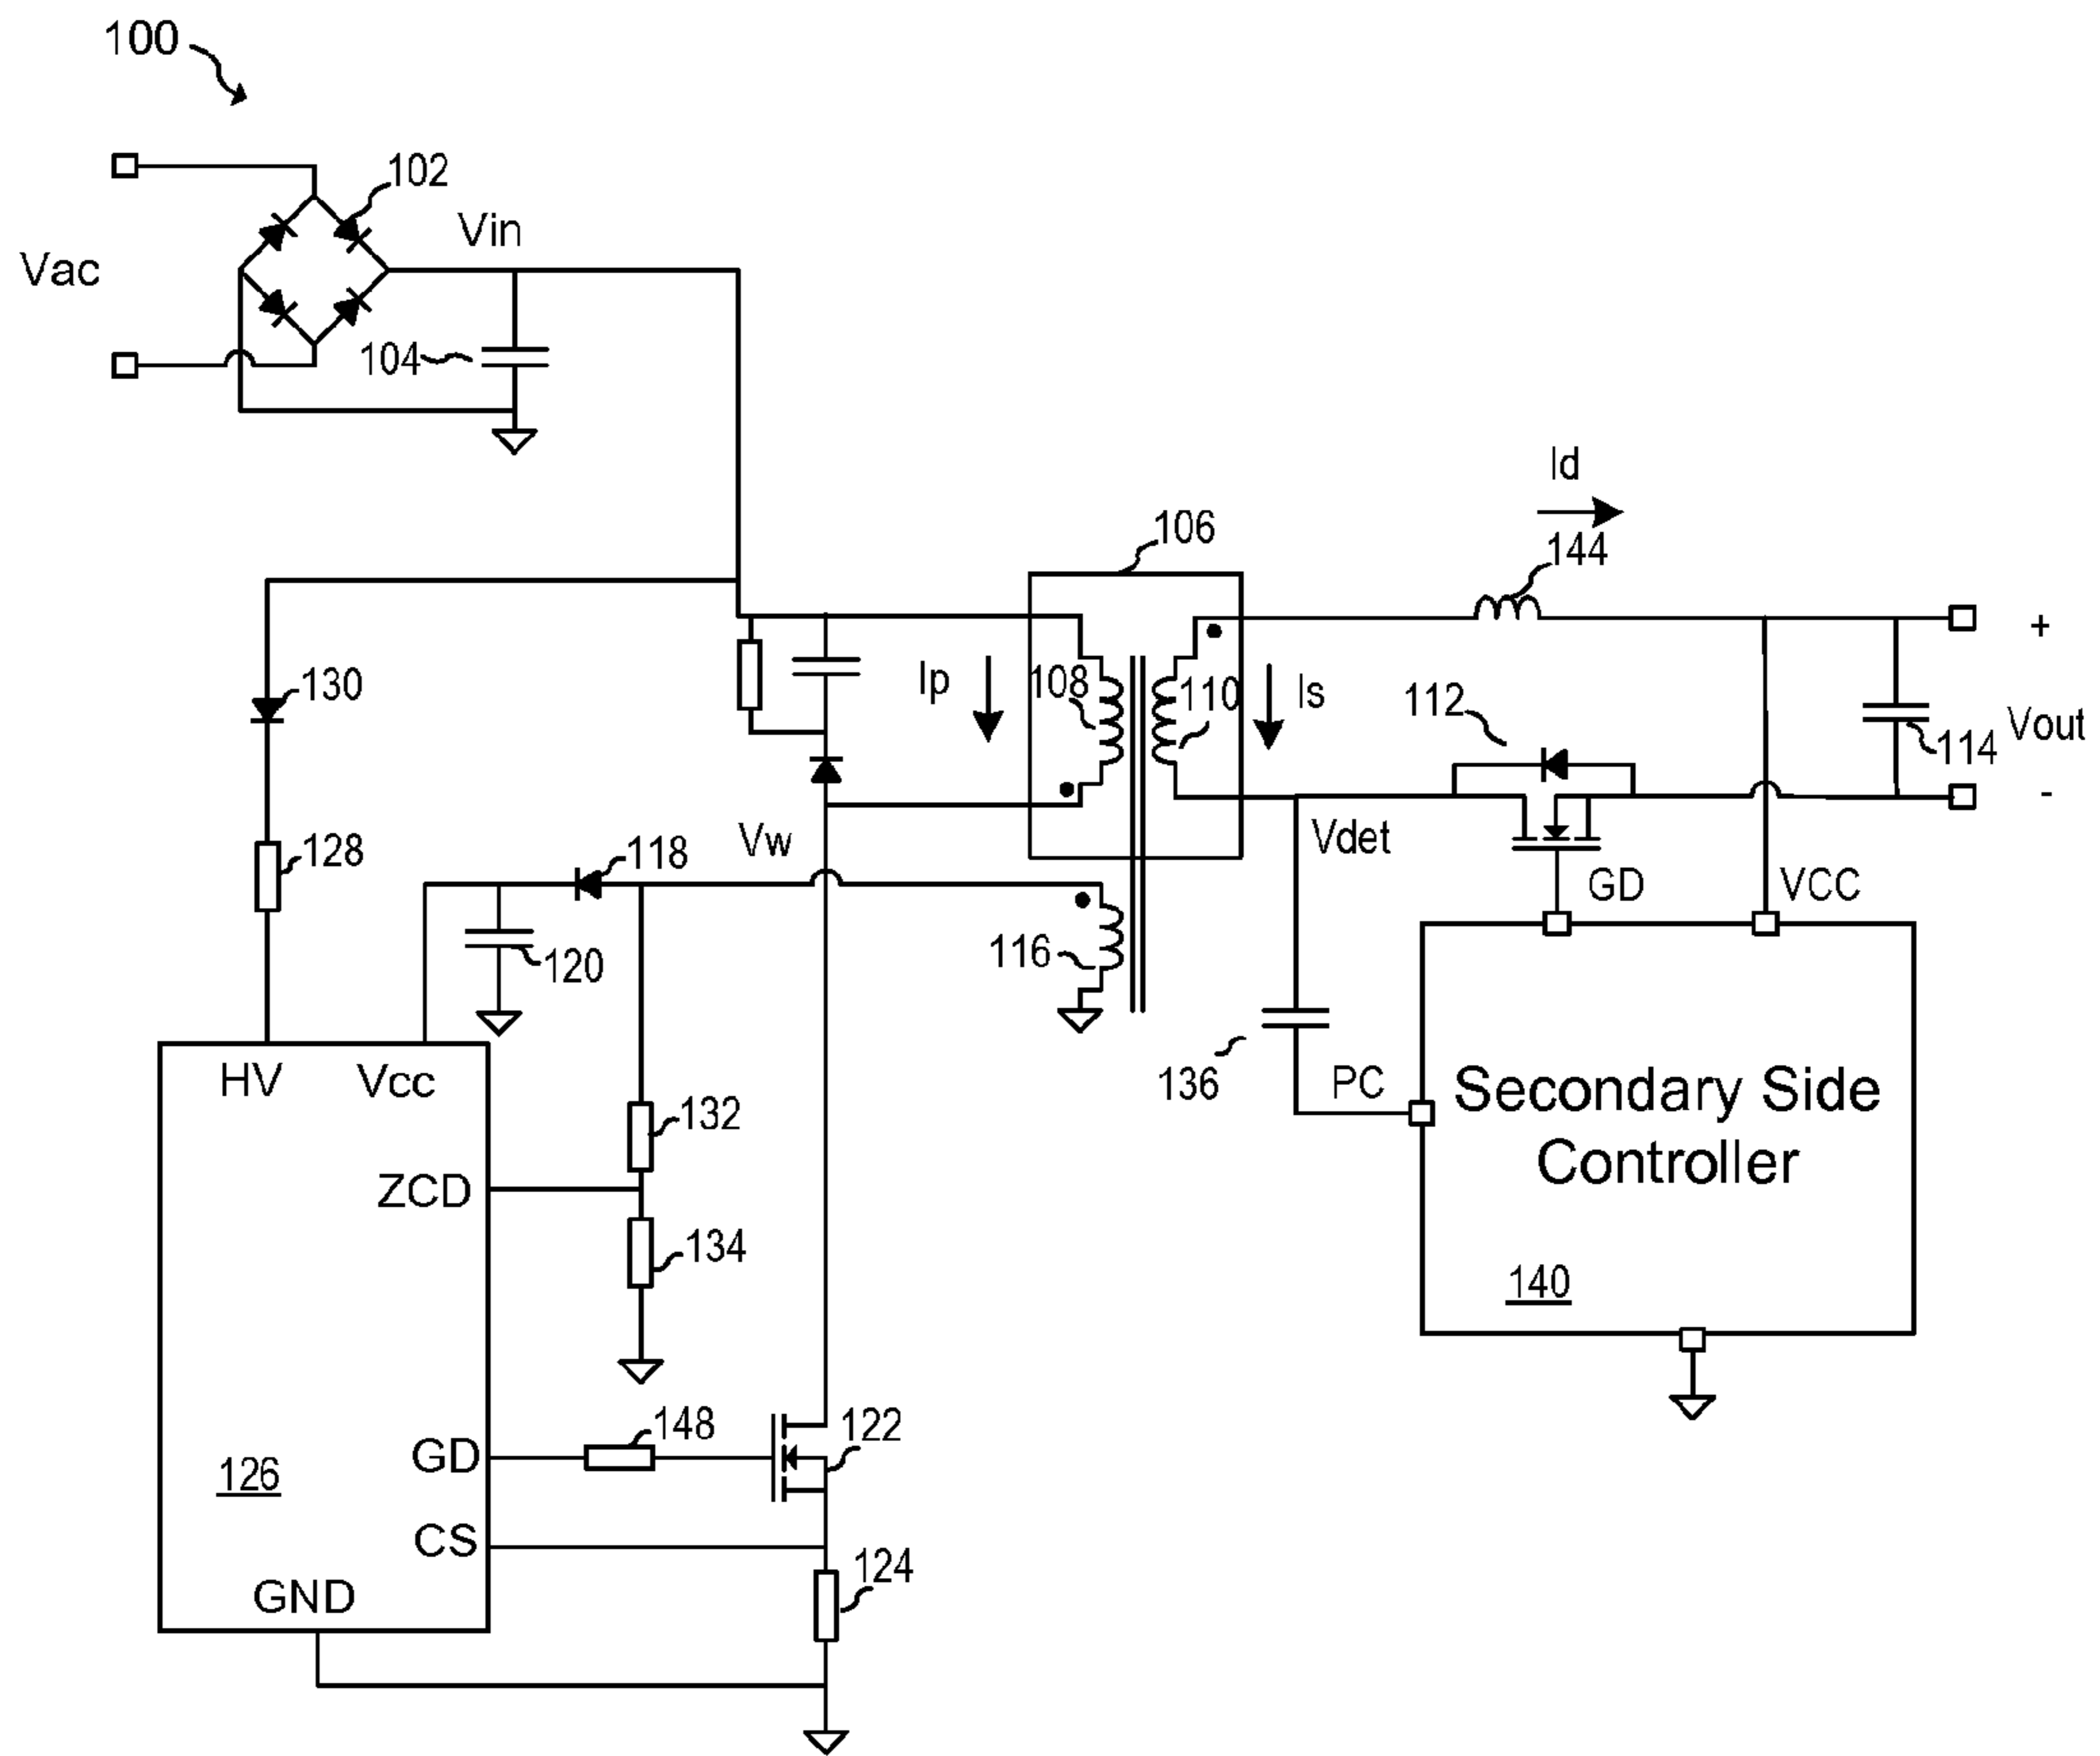 100
102
Vin
Vac
104
Id
106
144
130
Ip
108
110
Is
112
+
Vout
114
-
Vw
Vdet
128
118
GD
VCC
120
116
136
PC
HV
Vcc
132
Secondary Side
Controller
ZCD
134
140
148
122
GD
126
CS
124
GND